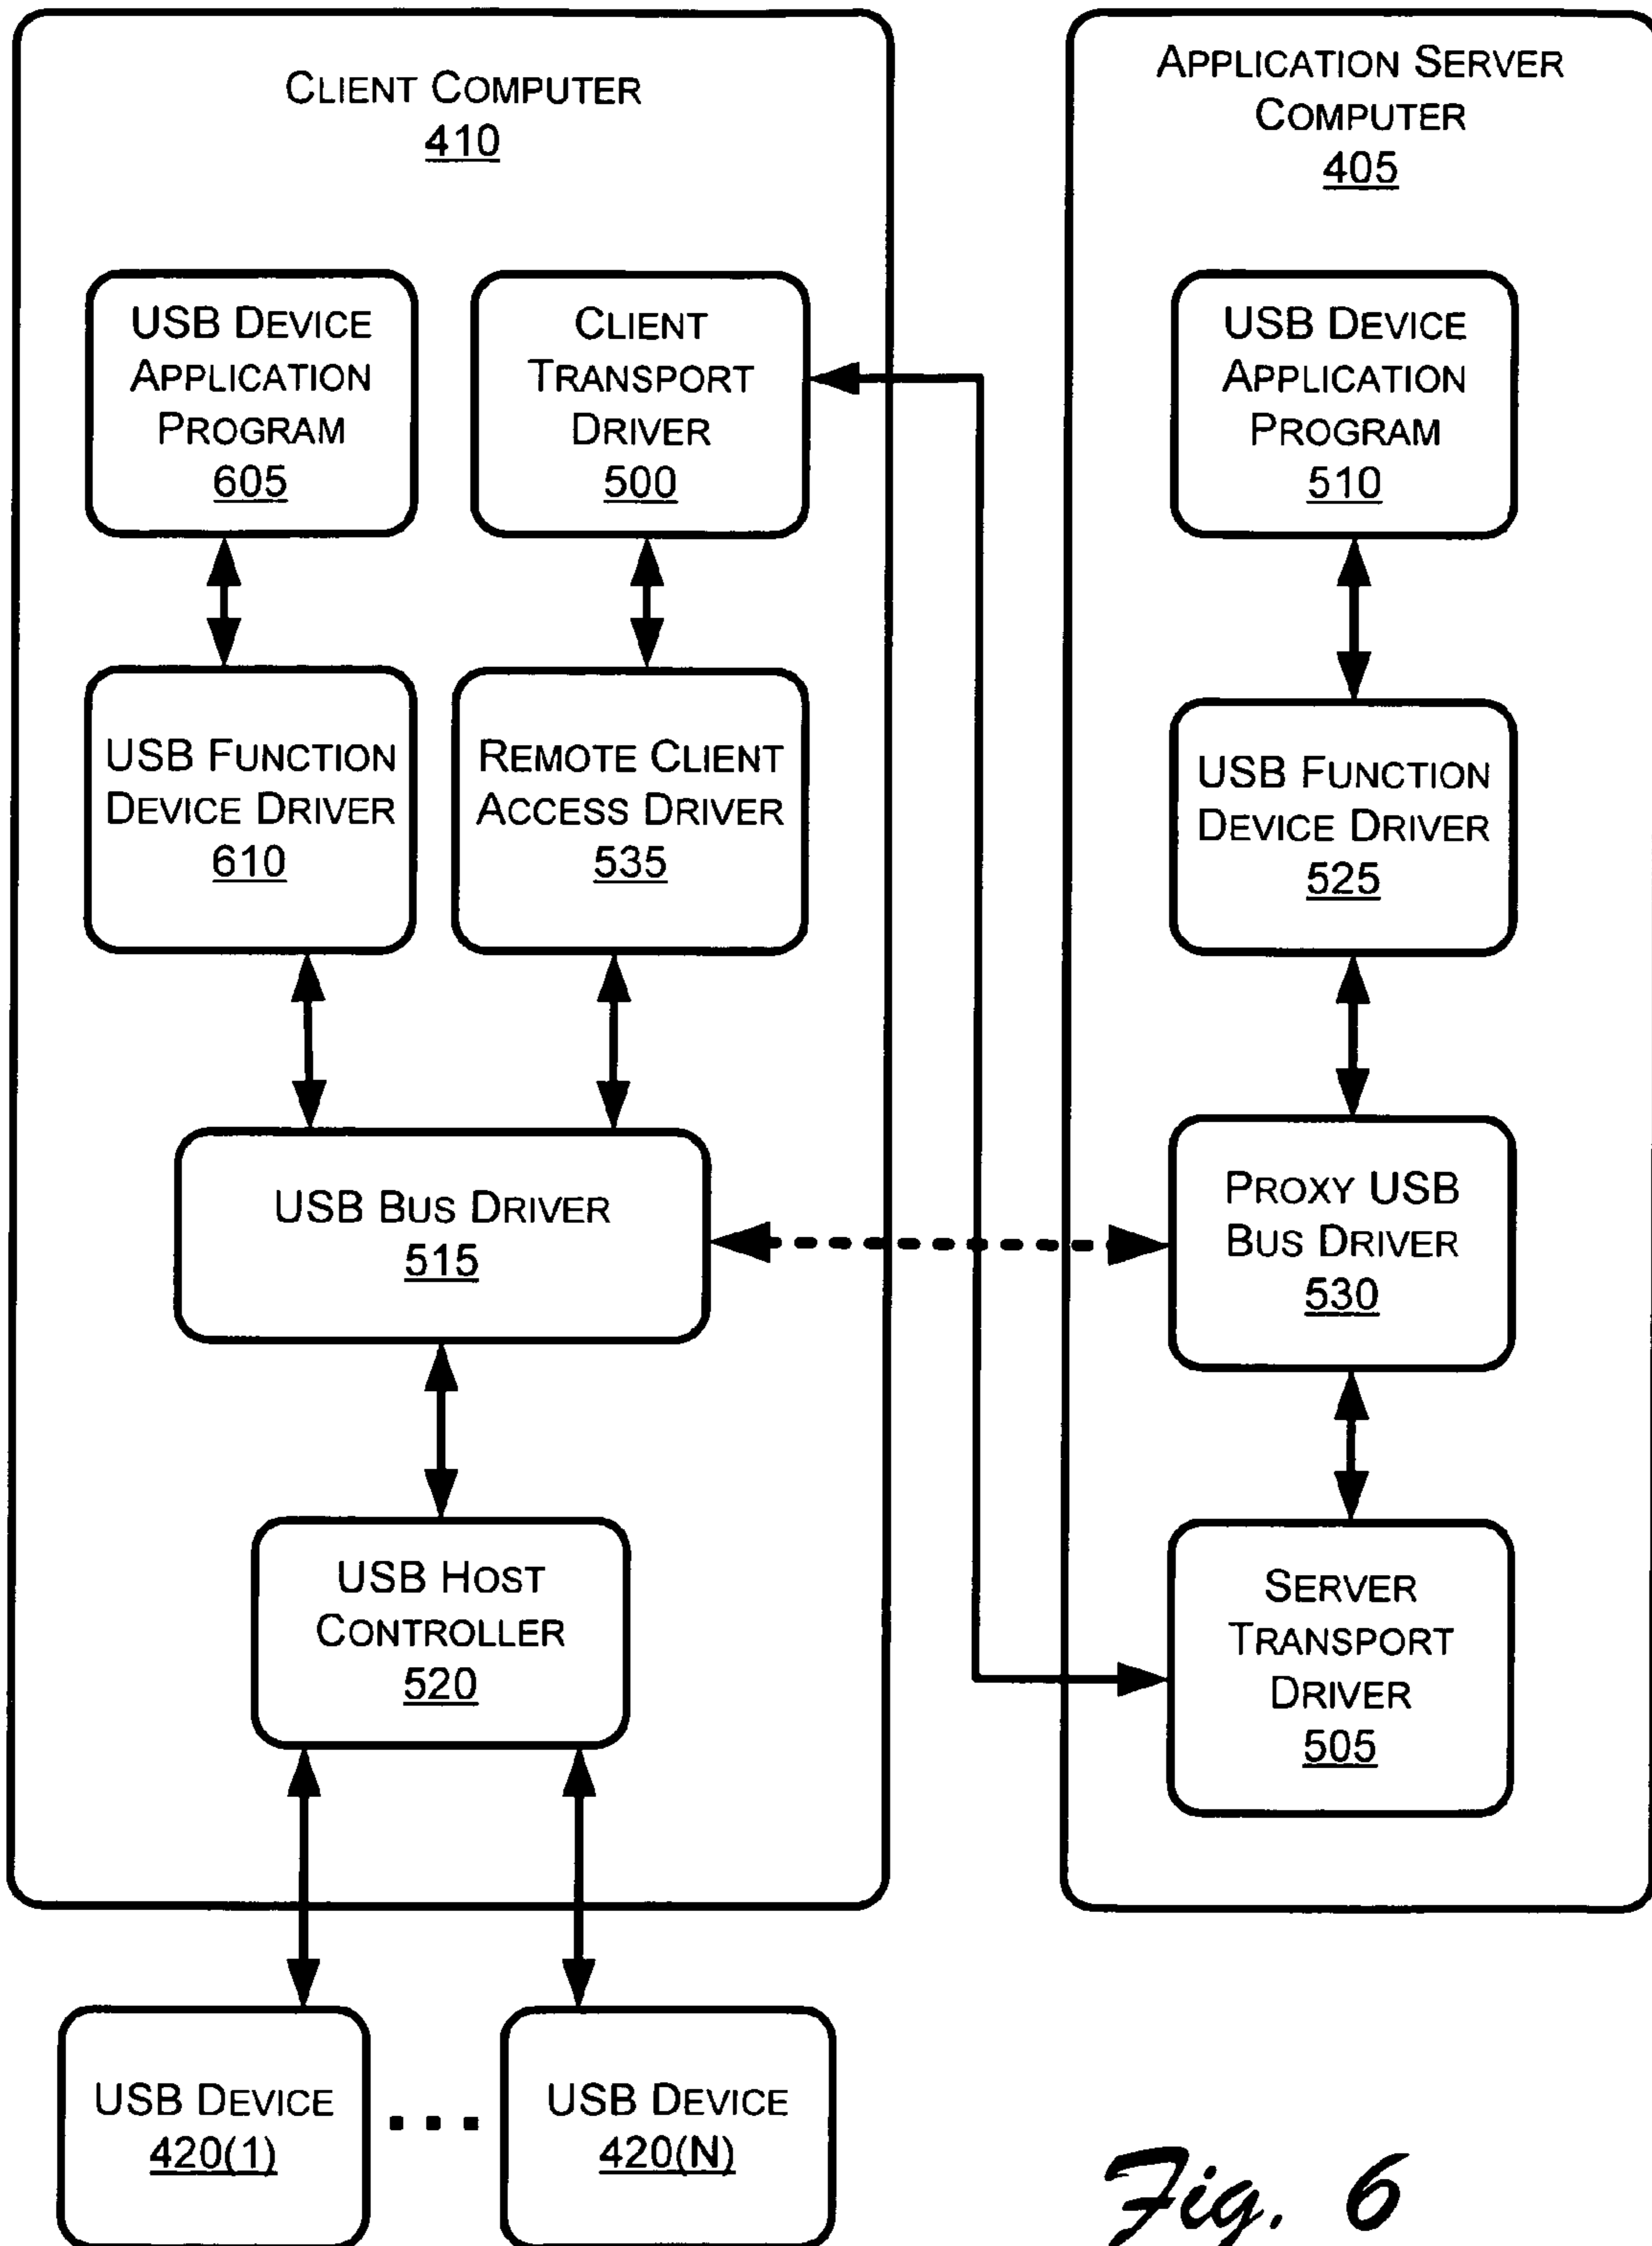 CLIENT COMPUTER
410
USB DEVICE
APPLICATION
PROGRAM
605
CLIENT
TRANSPORT
DRIVER
500
USB FUNCTION
DEVICE DRIVER
610
REMOTE CLIENT
ACCESS DRIVER
535
USB BUS DRIVER
515
USB HOST
CONTROLLER
520
USB DEVICE
420(1)
USB DEVICE
420(N)
APPLICATION SERVER
COMPUTER
405
USB DEVICE
APPLICATION
PROGRAM
510
USB FUNCTION
DEVICE DRIVER
525
PROXY USB
BUS DRIVER
530
SERVER
TRANSPORT
DRIVER
505
Fig. 6